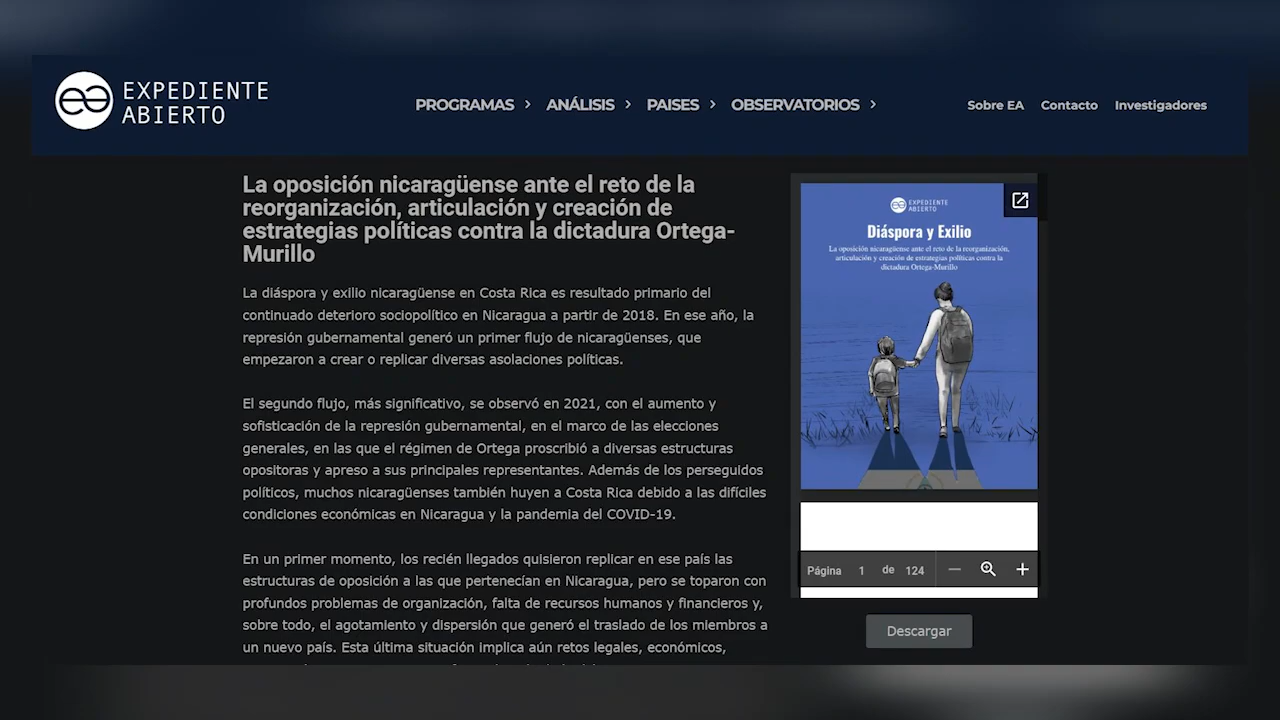 EXPEDIENTE
ABIERTO
PROGRAMAS
ANÁLISIS
PAISES
OBSERVATORIOS
Sobre EA
Contacto
Investigadores
La oposición nicaragüense ante el reto de la
reorganización, articulación y creación de
estrategias políticas contra la dictadura Ortega-
Murillo
La diáspora y exilio nicaragüense en Costa Rica es resultado primario del
continuado deterioro sociopolítico en Nicaragua a partir de 2018. En ese año, la
represión gubernamental generó un primer flujo de nicaragüenses, que
empezaron a crear o replicar diversas asolaciones políticas.
El segundo flujo, más significativo, se observó en 2021, con el aumento y
sofisticación de la represión gubernamental, en el marco de las elecciones
generales, en las que el régimen de Ortega proscribió a diversas estructuras
opositoras y apreso a sus principales representantes. Además de los perseguidos
políticos, muchos nicaragüenses también huyen a Costa Rica debido a las difíciles
condiciones económicas en Nicaragua y la pandemia del COVID-19.
En un primer momento, los recién llegados quisieron replicar en ese país las
estructuras de oposición a las que pertenecían en Nicaragua, pero se toparon con
profundos problemas de organización, falta de recursos humanos y financieros y,
sobre todo, el agotamiento y dispersión que generó el traslado de los miembros a
un nuevo país. Esta última situación implica aún retos legales, económicos,
EXPEDIENTE
ABIERTO
Diáspora y Exilio
La oposición nicaragüense ante el reto de la reorganización,
articulación y creación de estrategias políticas contra la
dictadura Ortega-Murillo
Página 1 de 124
Descargar